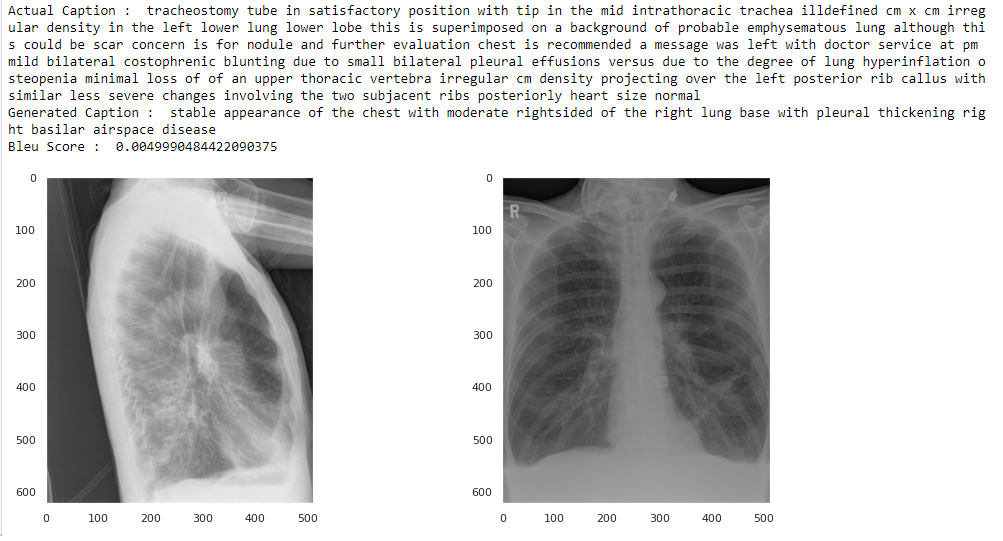 Actual Caption :  tracheostomy tube in satisfactory position with tip in the mid intrathoracic trachea illdefined cm x cm irreg
ular density in the left lower lung lower lobe this is superimposed on a background of probable emphysematous lung although thi
s could be scar concern is for nodule and further evaluation chest is recommended a message was left with doctor service at pm
mild bilateral costophrenic blunting due to small bilateral pleural effusions versus due to the degree of lung hyperinflation o
steopenia minimal loss of of an upper thoracic vertebra irregular cm density projecting over the left posterior rib callus with
similar less severe changes involving the two subjacent ribs posteriorly heart size normal
Generated Caption :  stable appearance of the chest with moderate rightsided of the right lung base with pleural thickening rig
ht basilar airspace disease
Bleu Score :  0.0049990484422090375
0
100
200
300
400
500
600
0 100 200 300 400 500
0
100
200
300
400
500
600
0 100 200 300 400 500
R